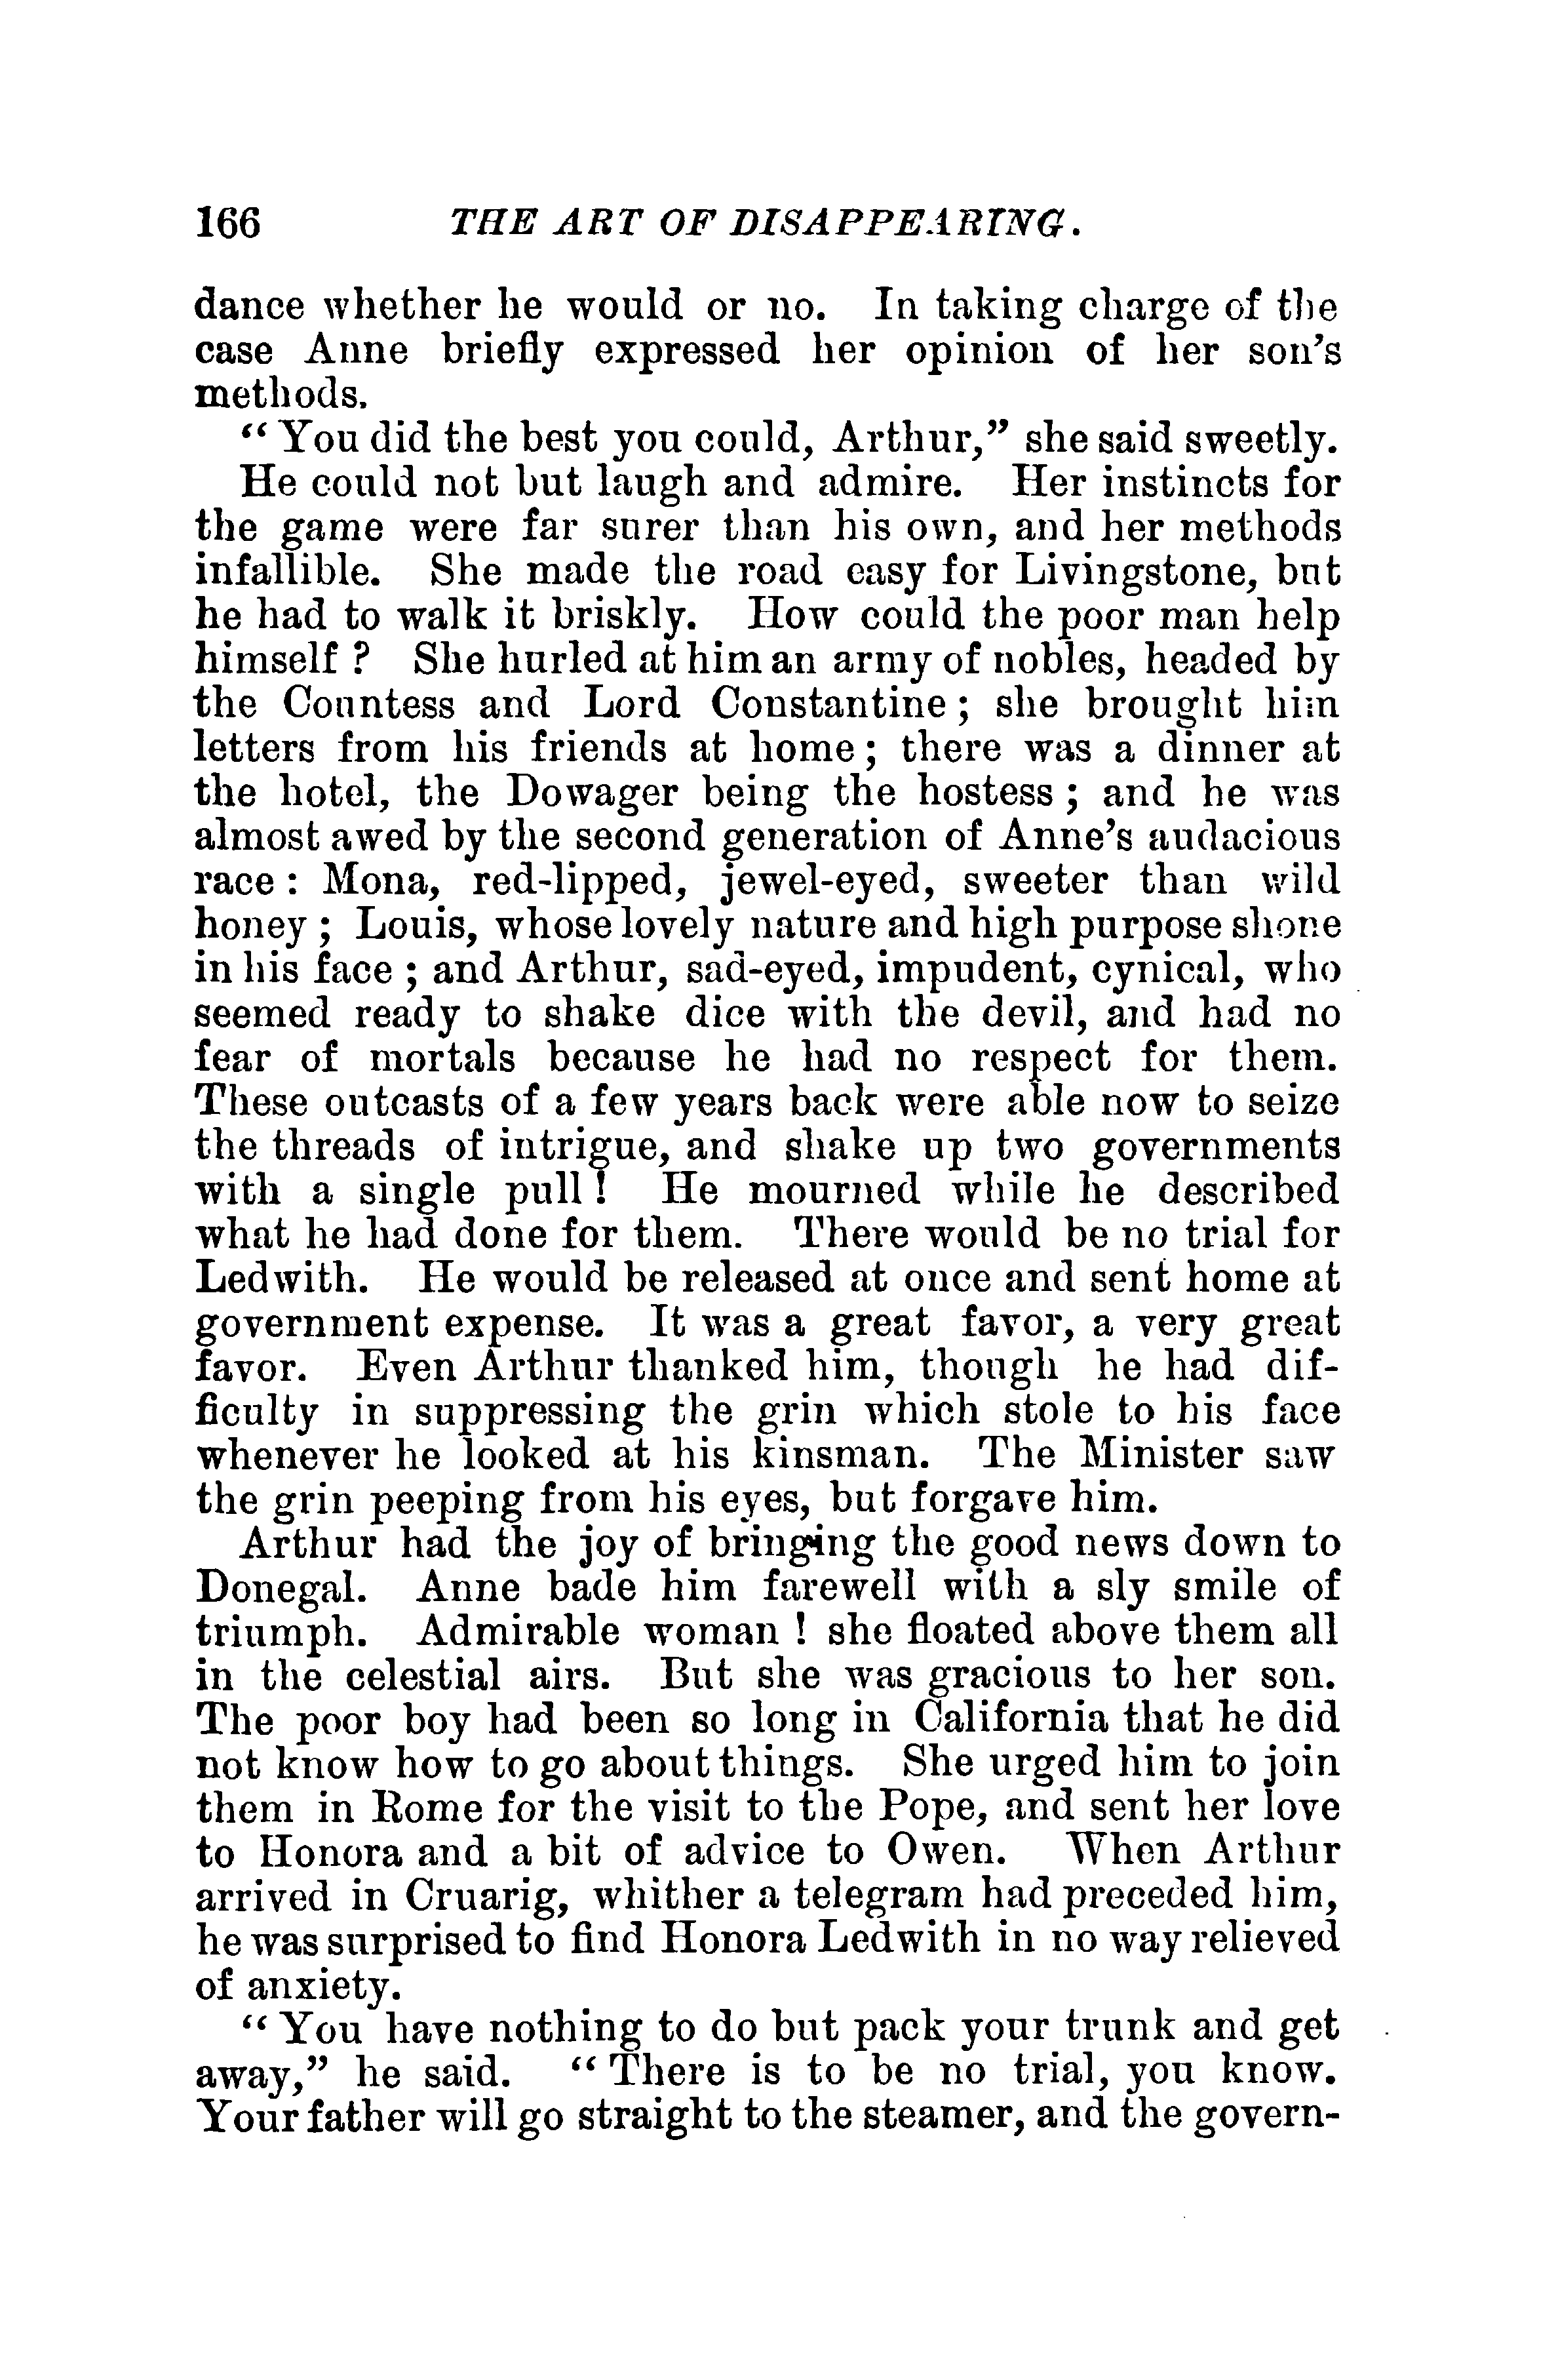 166 THE ART OF DISAPPEARING.
dance whether he would or no. In taking charge of the
case Anne briefly expressed her opinion of her son's
methods.
“ You did the best you could, Arthur,” she said sweetly.
He could not but laugh and admire. Her instincts for
the game were far surer than his own, and her methods
infallible. She made the road easy for Livingstone, but
he had to walk it briskly. How could the poor man help
himself ? She hurled at him an army of nobles, headed by
the Countess and Lord Constantine ; she brought him
letters from his friends at home ; there was a dinner at
the hotel, the Dowager being the hostess ; and he was
almost awed by the second generation of Anne's audacious
race : Mona, red-lipped, jewel-eyed, sweeter than wild
honey ; Louis, whose lovely nature and high purpose shone
in his face ; and Arthur, sad-eyed, impudent, cynical, who
seemed ready to shake dice with the devil, and had no
fear of mortals because he had no respect for them.
These outcasts of a few years back were able now to seize
the threads of intrigue, and shake up two governments
with a single pull ! He mourned while he described
what he had done for them. There would be no trial for
Ledwith. He would be released at once and sent home at
government expense. It was a great favor, a very great
favor. Even Arthur thanked him, though he had dif-
ficulty in suppressing the grin which stole to his face
whenever he looked at his kinsman. The Minister saw
the grin peeping from his eyes, but forgave him.
Arthur had the joy of bringing the good news down to
Donegal. Anne bade him farewell with a sly smile of
triumph. Admirable woman ! she floated above them all
in the celestial airs. But she was gracious to her son.
The poor boy had been so long in California that he did
not know how to go about things. She urged him to join
them in Rome for the visit to the Pope, and sent her love
to Honora and a bit of advice to Owen. When Arthur
arrived in Cruarig, whither a telegram had preceded him,
he was surprised to find Honora Ledwith in no way relieved
of anxiety.
“ You have nothing to do but pack your trunk and get
away,” he said. “ There is to be no trial, you know.
Your father will go straight to the steamer, and the govern-